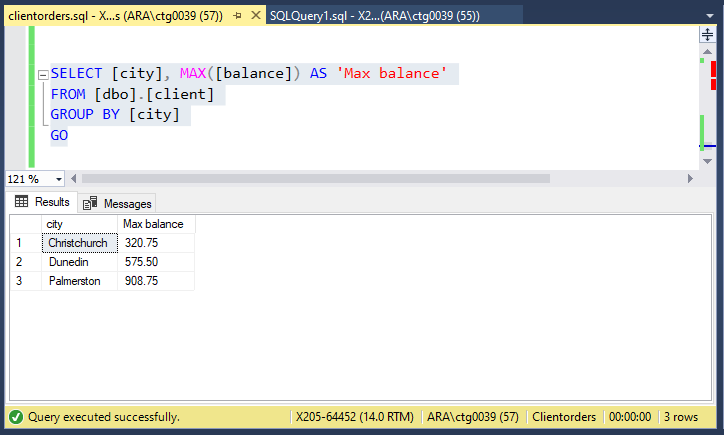 clientorders.sql - X...s (ARA\ctg0039 (57)) SQLQuery1.sql - X2...(ARA\ctg0039 (55))
SELECT [city], MAX([balance]) AS 'Max balance'
FROM [dbo].[client]
GROUP BY [city]
GO
121 %
Results Messages
city Max balance
1 Christchurch 320.75
2 Dunedin 575.50
3 Palmerston 908.75
Query executed successfully. X205-64452 (14.0 RTM) ARA\ctg0039 (57) Clientorders 00:00:00 3 rows